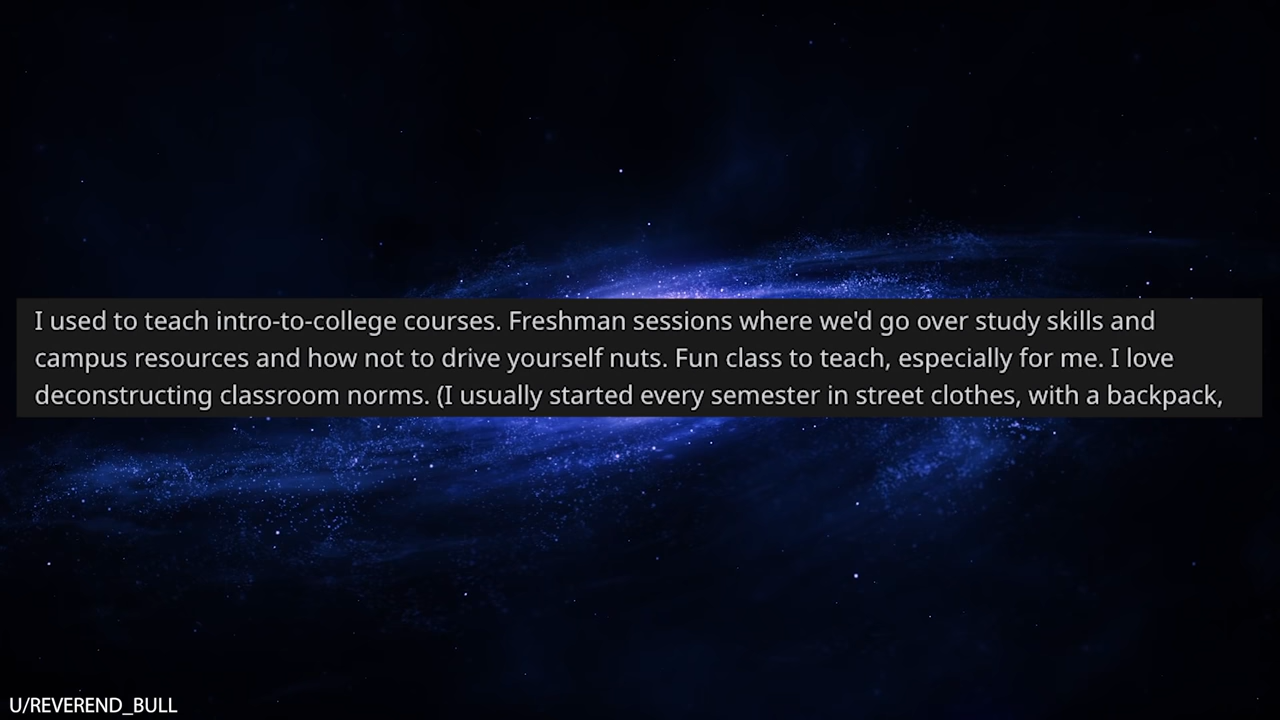 I used to teach intro-to-college courses. Freshman sessions where we'd go over study skills and
campus resources and how not to drive yourself nuts. Fun class to teach, especially for me. I love
deconstructing classroom norms. (I usually started every semester in street clothes, with a backpack,
U/REVEREND_BULL